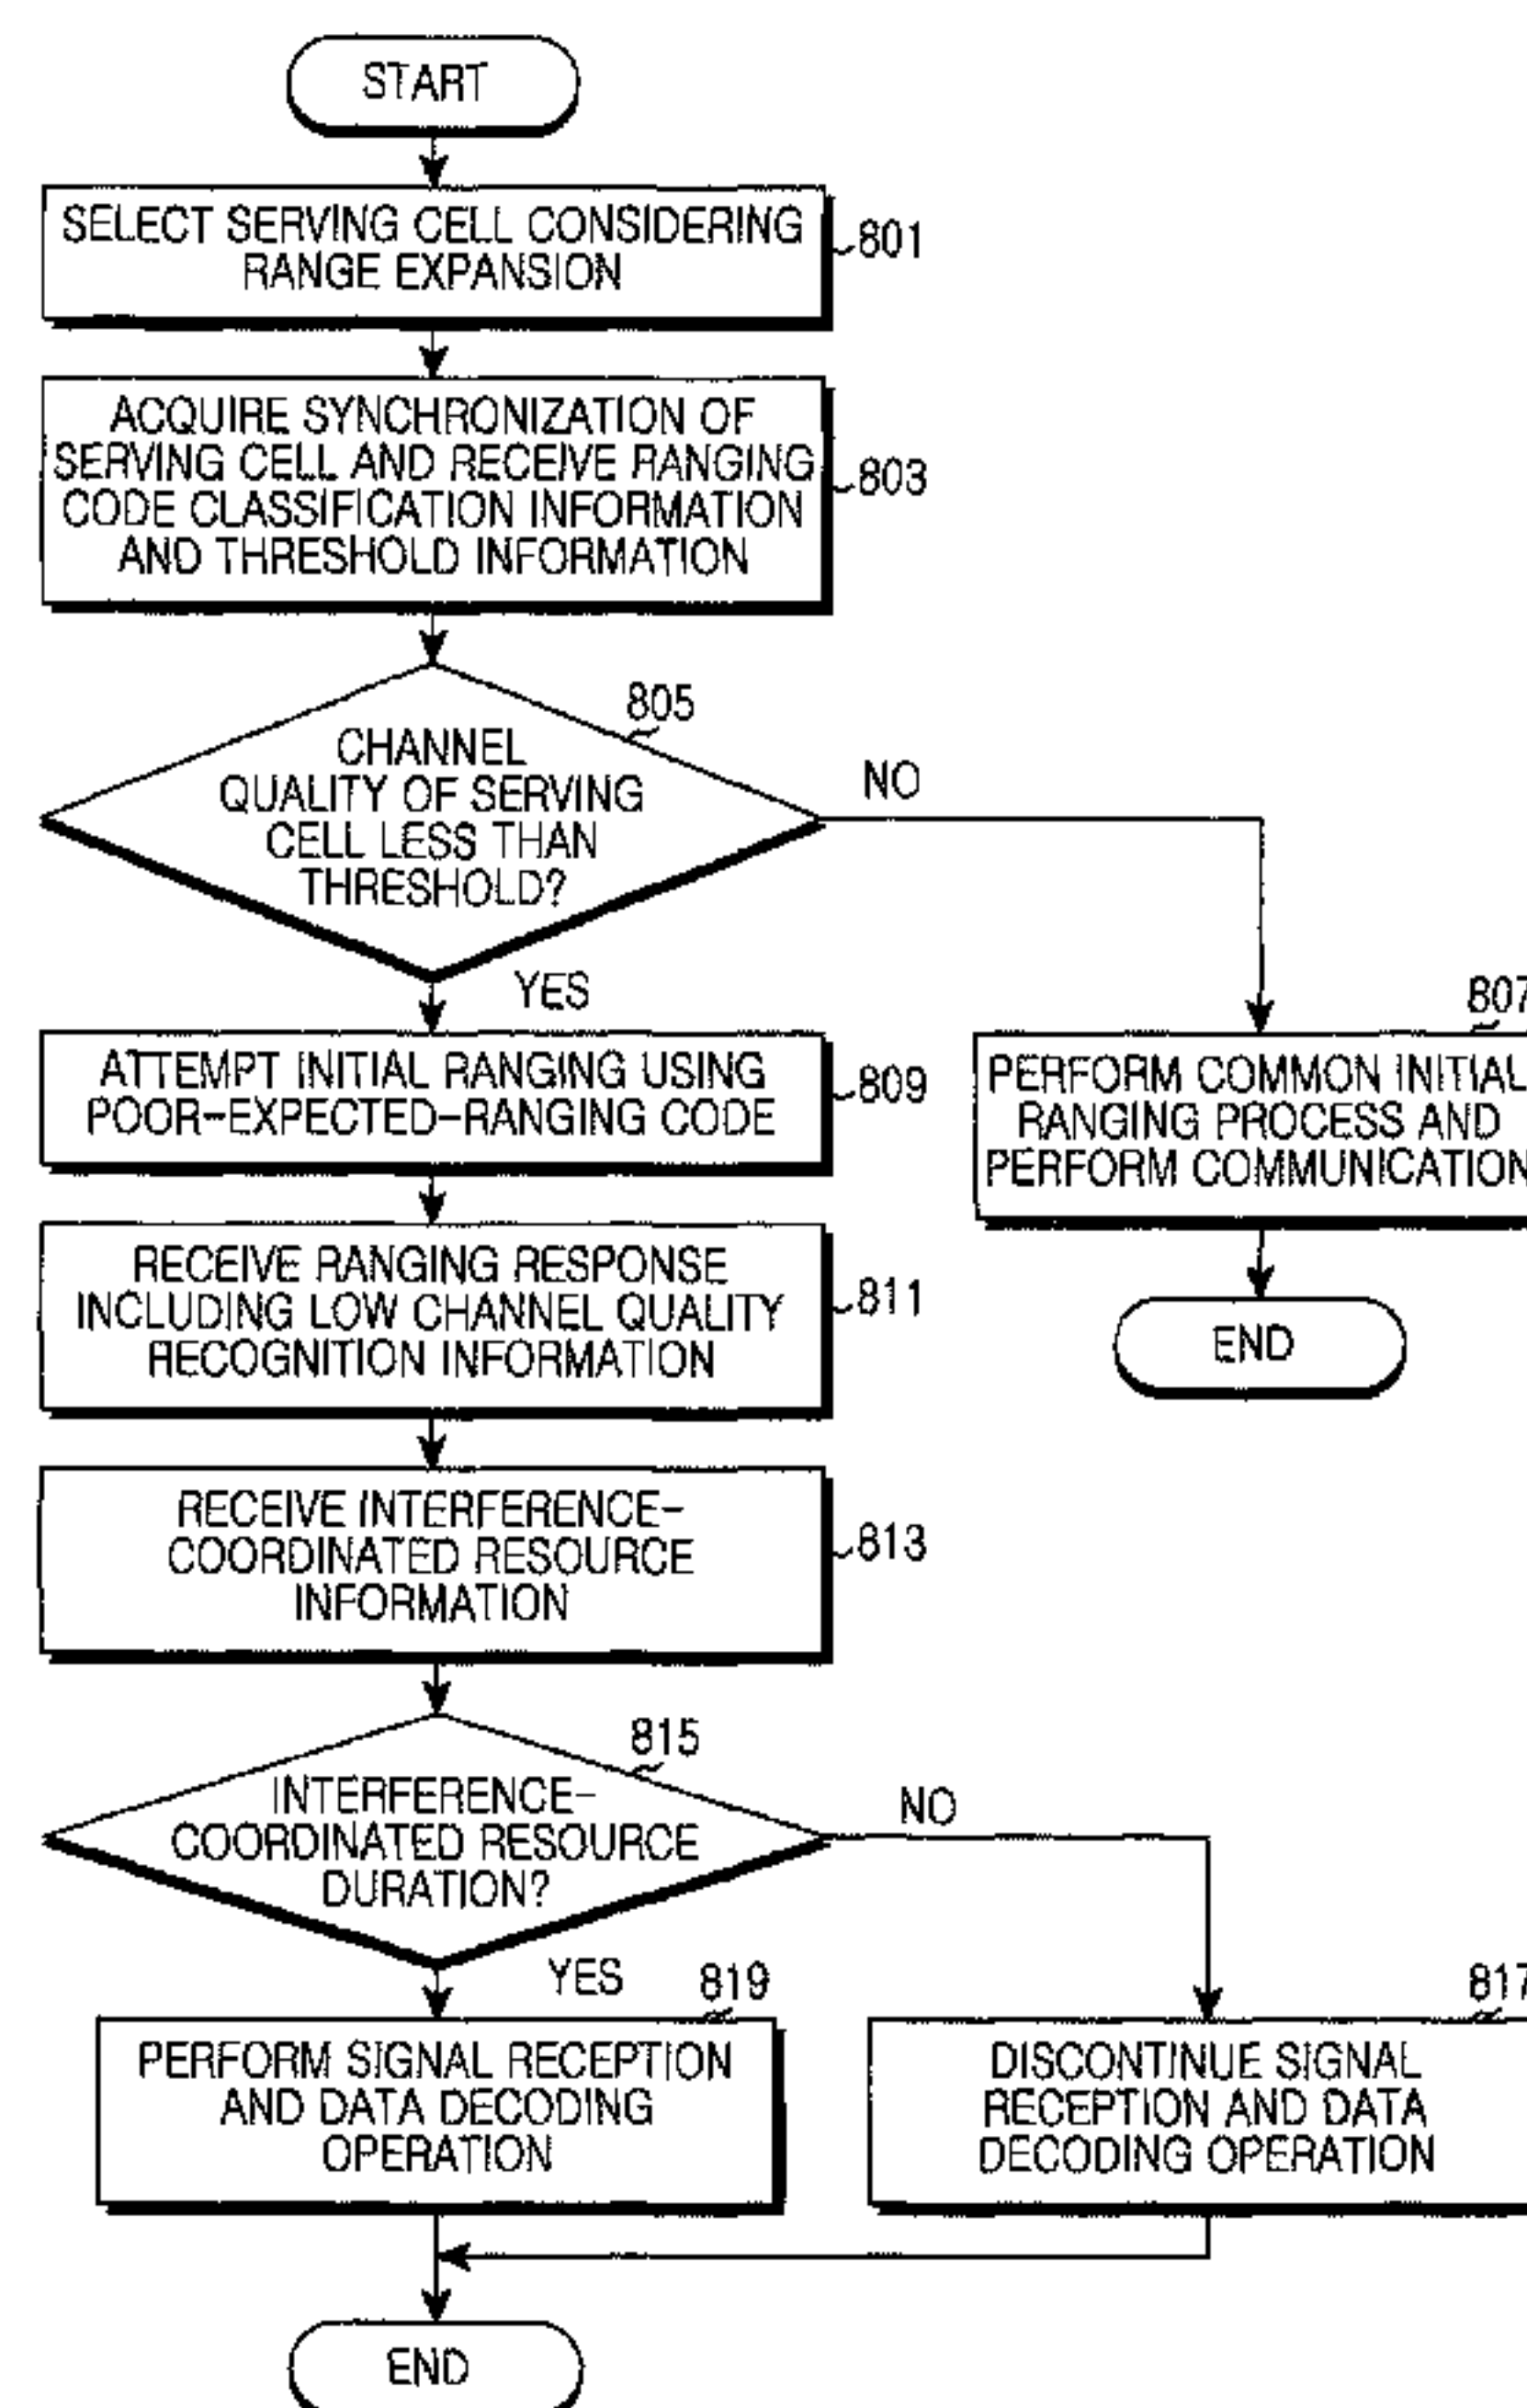 START
SELECT SERVING CELL CONSIDERING
RANGE EXPANSION
801
ACQUIRE SYNCHRONIZATION OF
SERVING CELL AND RECEIVE RANGING
CODE CLASSIFICATION INFORMATION
AND THRESHOLD INFORMATION
803
805
CHANNEL
QUALITY OF SERVING
CELL LESS THAN
THRESHOLD?
NO
YES
807
ATTEMPT INITIAL RANGING USING
POOR-EXPECTED-RANGING CODE
809
PERFORM COMMON INITIAL
RANGING PROCESS AND
PERFORM COMMUNICATION
RECEIVE RANGING RESPONSE
INCLUDING LOW CHANNEL QUALITY
RECOGNITION INFORMATION
811
END
RECEIVE INTERFERENCE-
COORDINATED RESOURCE
INFORMATION
813
815
INTERFERENCE-
COORDINATED RESOURCE
DURATION?
NO
YES
819
817
PERFORM SIGNAL RECEPTION
AND DATA DECODING
OPERATION
DISCONTINUE SIGNAL
RECEPTION AND DATA
DECODING OPERATION
END